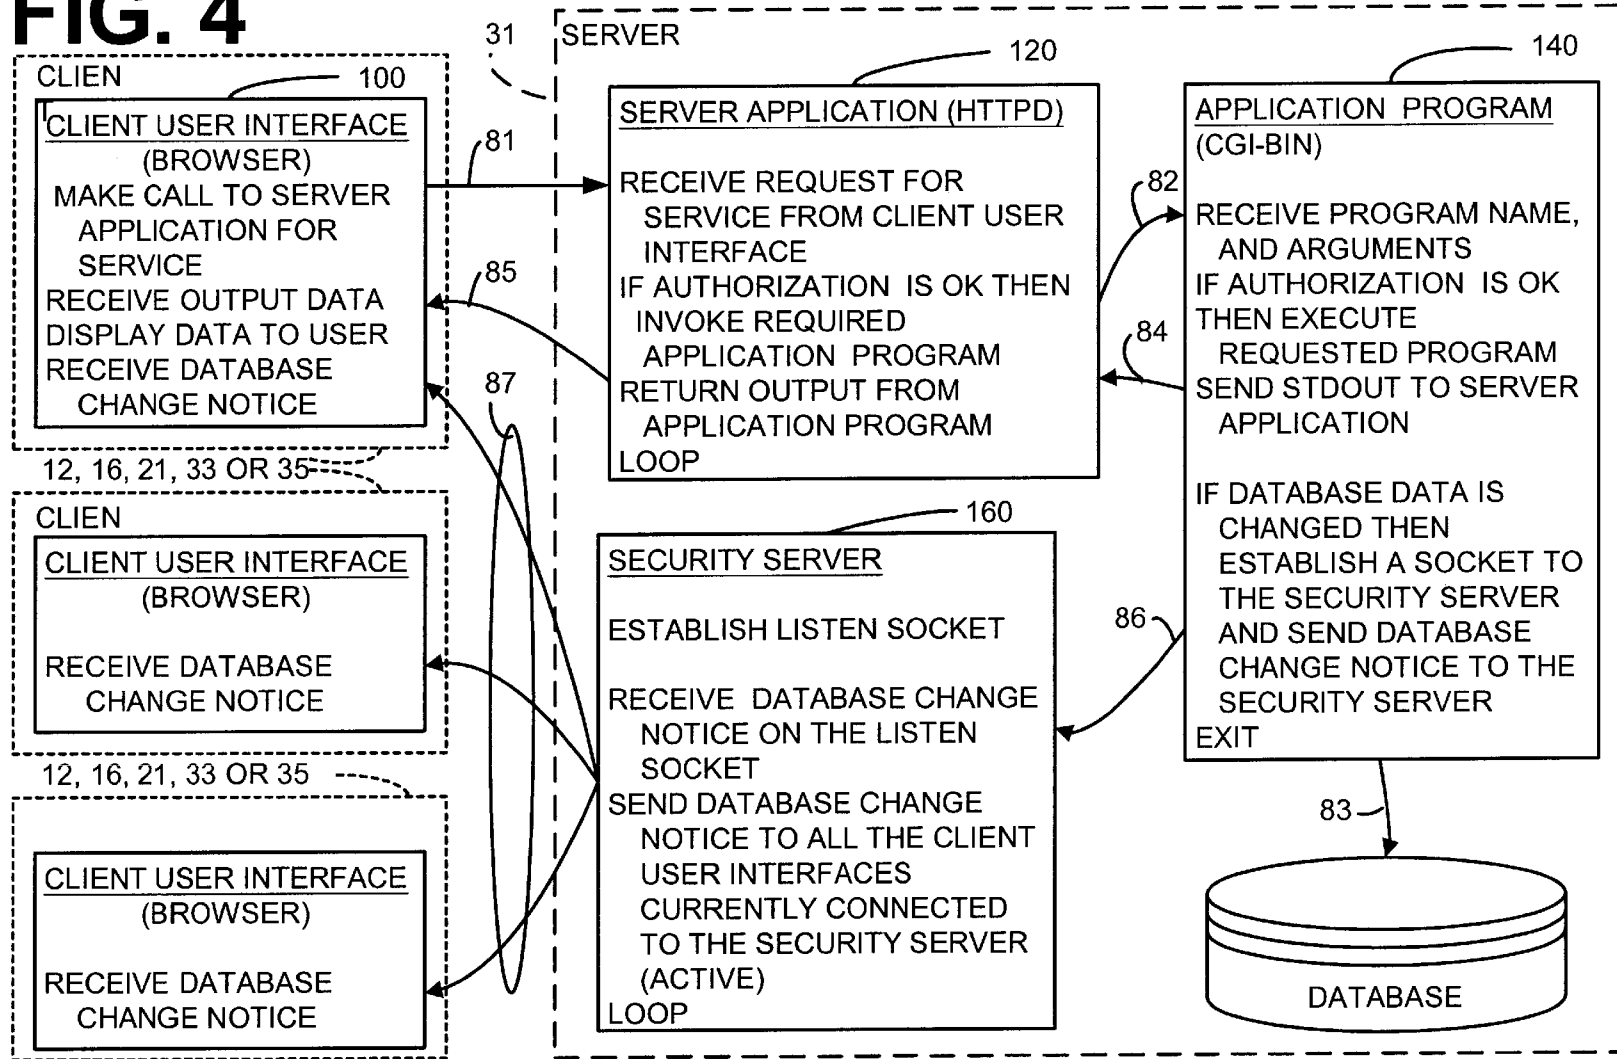 FIG. 4
CLIEN
T
100
CLIENT USER INTERFACE
(BROWSER)
MAKE CALL TO SERVER
APPLICATION FOR
SERVICE
RECEIVE OUTPUT DATA
DISPLAY DATA TO USER
RECEIVE DATABASE
CHANGE NOTICE
12, 16, 21, 33 OR 35
CLIEN
CLIENT USER INTERFACE
(BROWSER)
RECEIVE DATABASE
CHANGE NOTICE
12, 16, 21, 33 OR 35
CLIENT USER INTERFACE
(BROWSER)
RECEIVE DATABASE
CHANGE NOTICE
81
85
87
31
SERVER
120
SERVER APPLICATION (HTTPD)
RECEIVE REQUEST FOR
SERVICE FROM CLIENT USER
INTERFACE
IF AUTHORIZATION IS OK THEN
INVOKE REQUIRED
APPLICATION PROGRAM
RETURN OUTPUT FROM
APPLICATION PROGRAM
LOOP
160
SECURITY SERVER
ESTABLISH LISTEN SOCKET
RECEIVE DATABASE CHANGE
NOTICE ON THE LISTEN
SOCKET
SEND DATABASE CHANGE
NOTICE TO ALL THE CLIENT
USER INTERFACES
CURRENTLY CONNECTED
TO THE SECURITY SERVER
(ACTIVE)
LOOP
82
84
86
140
APPLICATION PROGRAM
(CGI-BIN)
RECEIVE PROGRAM NAME,
AND ARGUMENTS
IF AUTHORIZATION IS OK
THEN EXECUTE
REQUESTED PROGRAM
SEND STDOUT TO SERVER
APPLICATION
IF DATABASE DATA IS
CHANGED THEN
ESTABLISH A SOCKET TO
THE SECURITY SERVER
AND SEND DATABASE
CHANGE NOTICE TO THE
SECURITY SERVER
EXIT
83
DATABASE